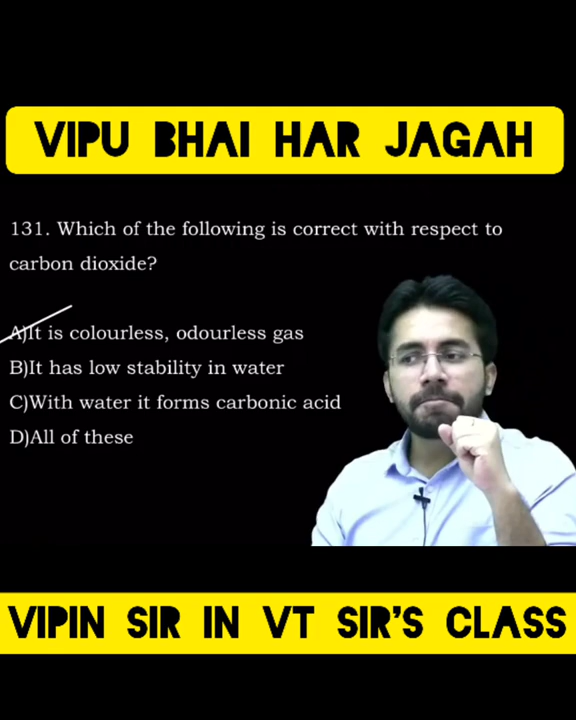 VIPU BHAI HAR JAGAH
131. Which of the following is correct with respect to
carbon dioxide?
A)It is colourless, odourless gas
B)It has low stability in water
C)With water it forms carbonic acid
D)All of these
VIPIN SIR IN VT SIR'S CLASS